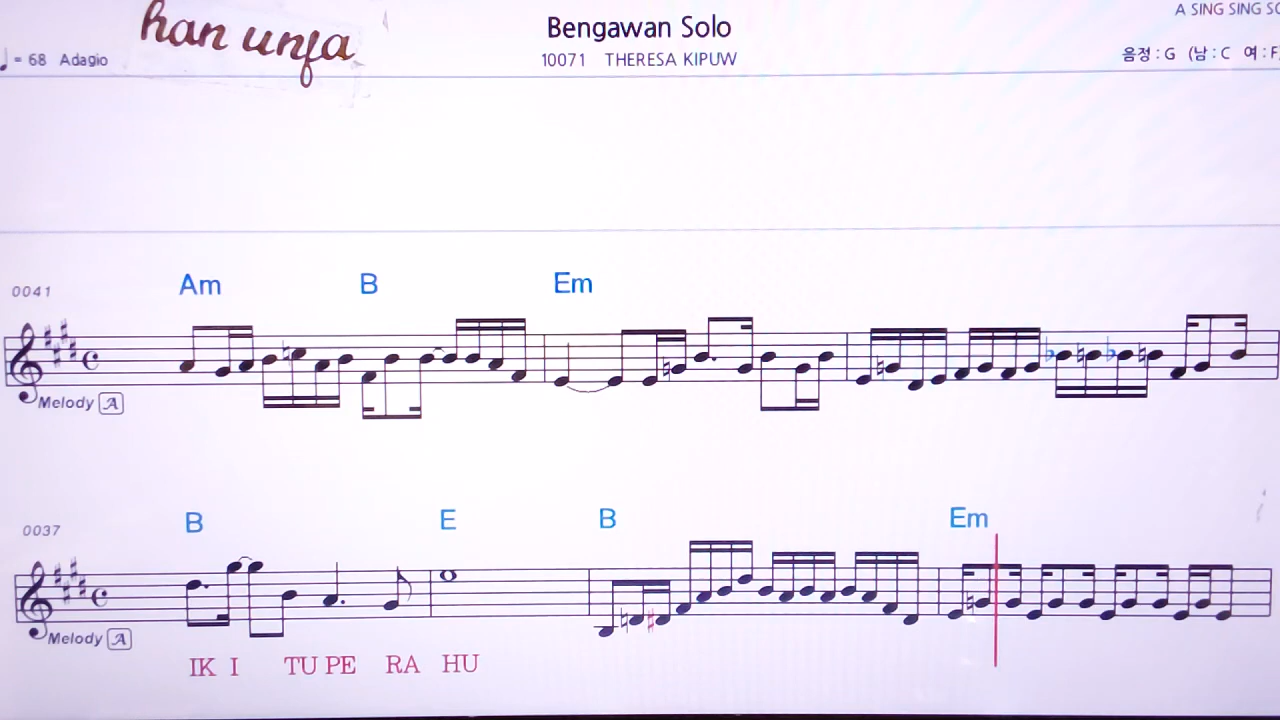 han unfa
Bengawan Solo
A SING SING SO
♩ = 68 Adagio
10071 THERESA KIPUW
음정 : G (남 : C 여 : F
Am B Em
0041
Melody A
B E B Em
0037
Melody A
IK I TU PE RA HU